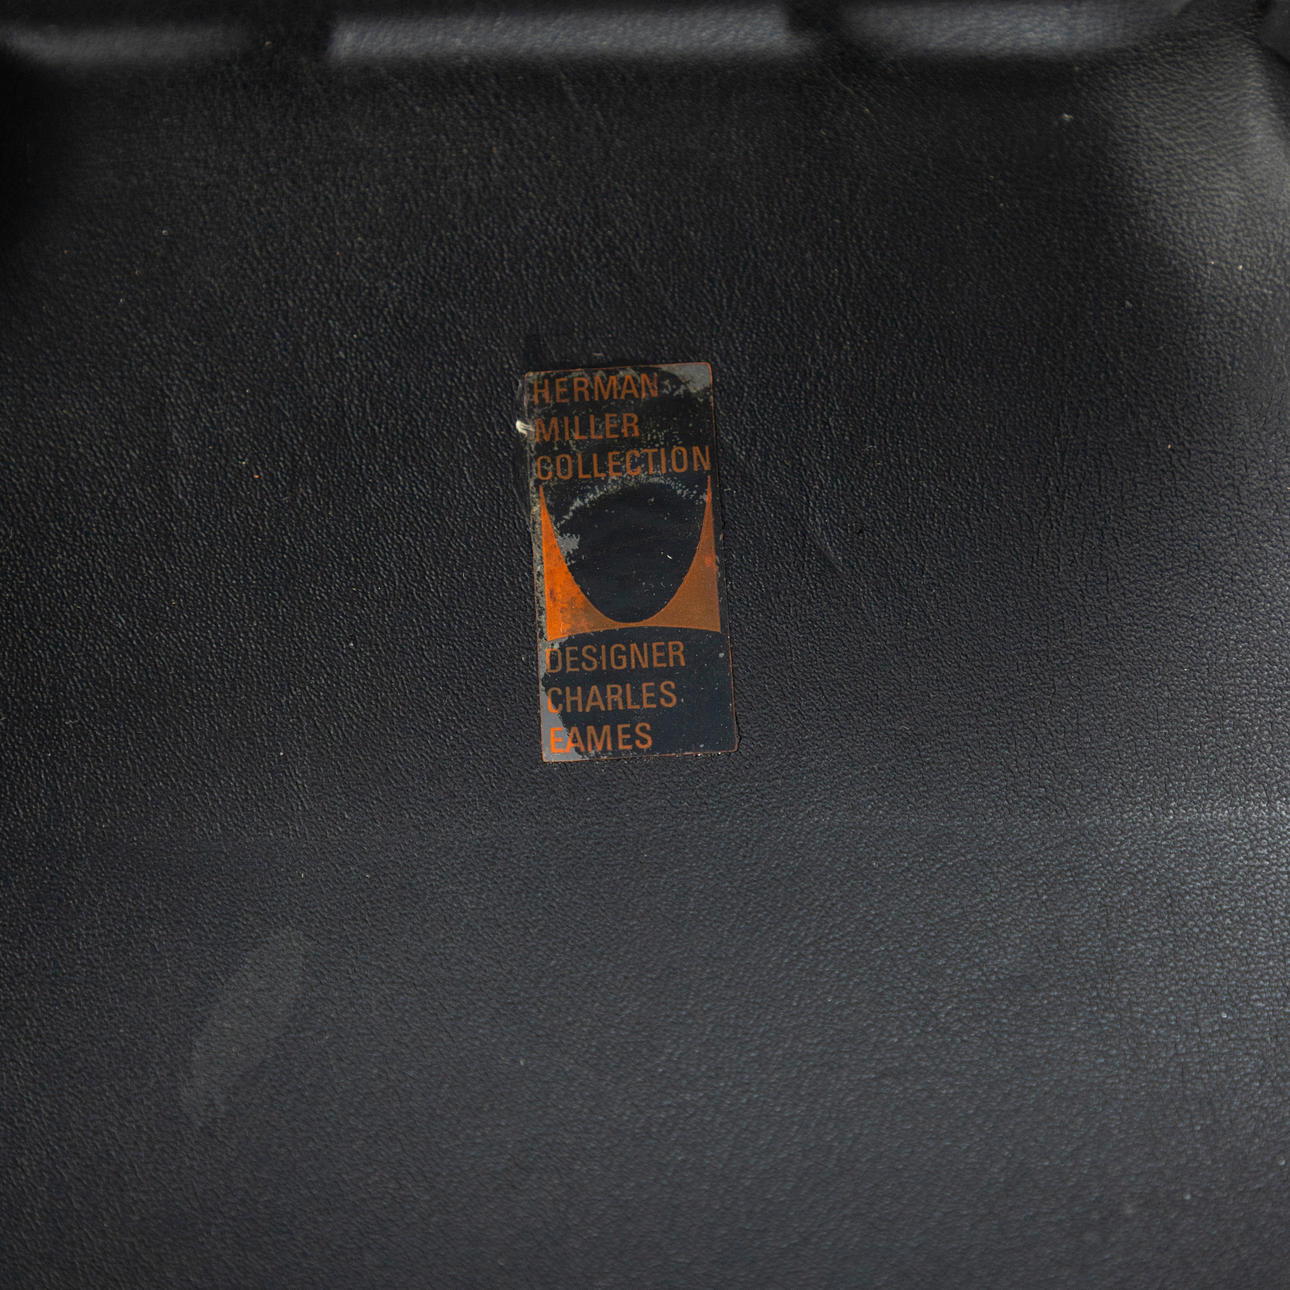 HERMAN
MILLER
COLLECTION
DESIGNER
CHARLES
EAMES